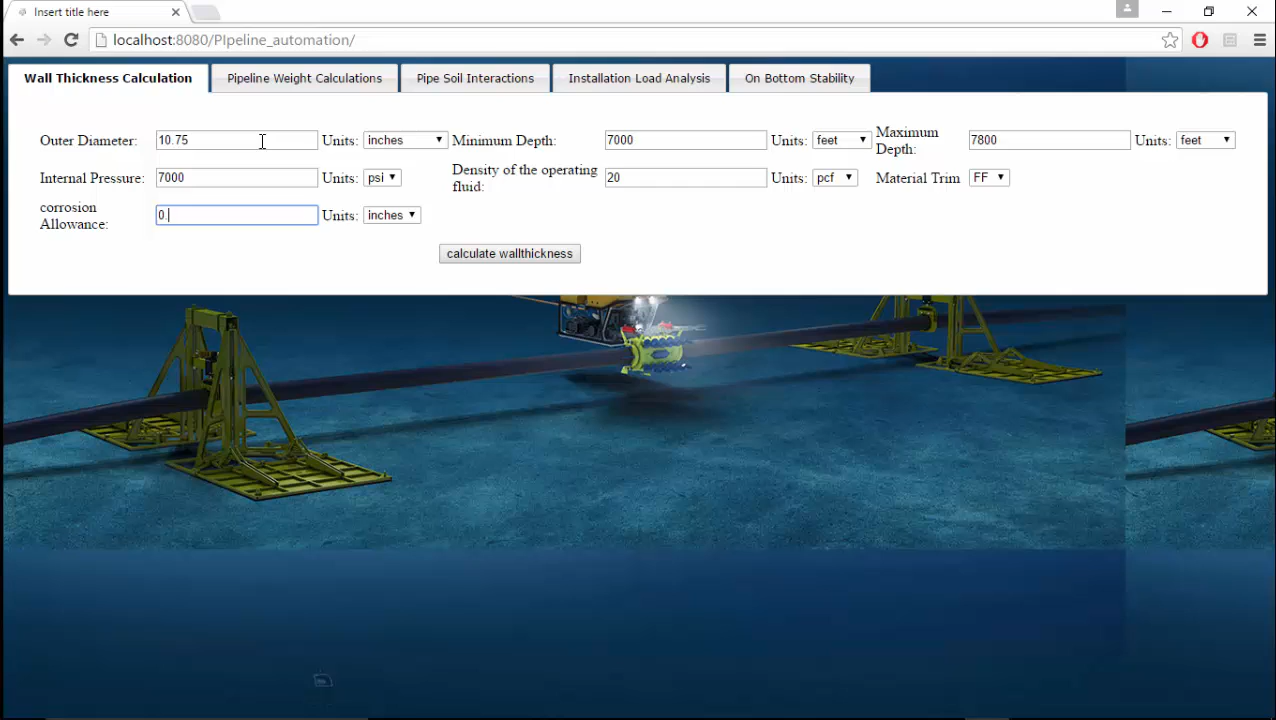 Insert title here
localhost:8080/PIpeline_automation/
Wall Thickness Calculation Pipeline Weight Calculations Pipe Soil Interactions Installation Load Analysis On Bottom Stability
Outer Diameter: 10.75 Units: inches Minimum Depth: 7000 Units: feet Maximum Depth: 7800 Units: feet
Internal Pressure: 7000 Units: psi Density of the operating fluid: 20 Units: pcf Material Trim FF
corrosion Allowance: 0. Units: inches
calculate wallthickness